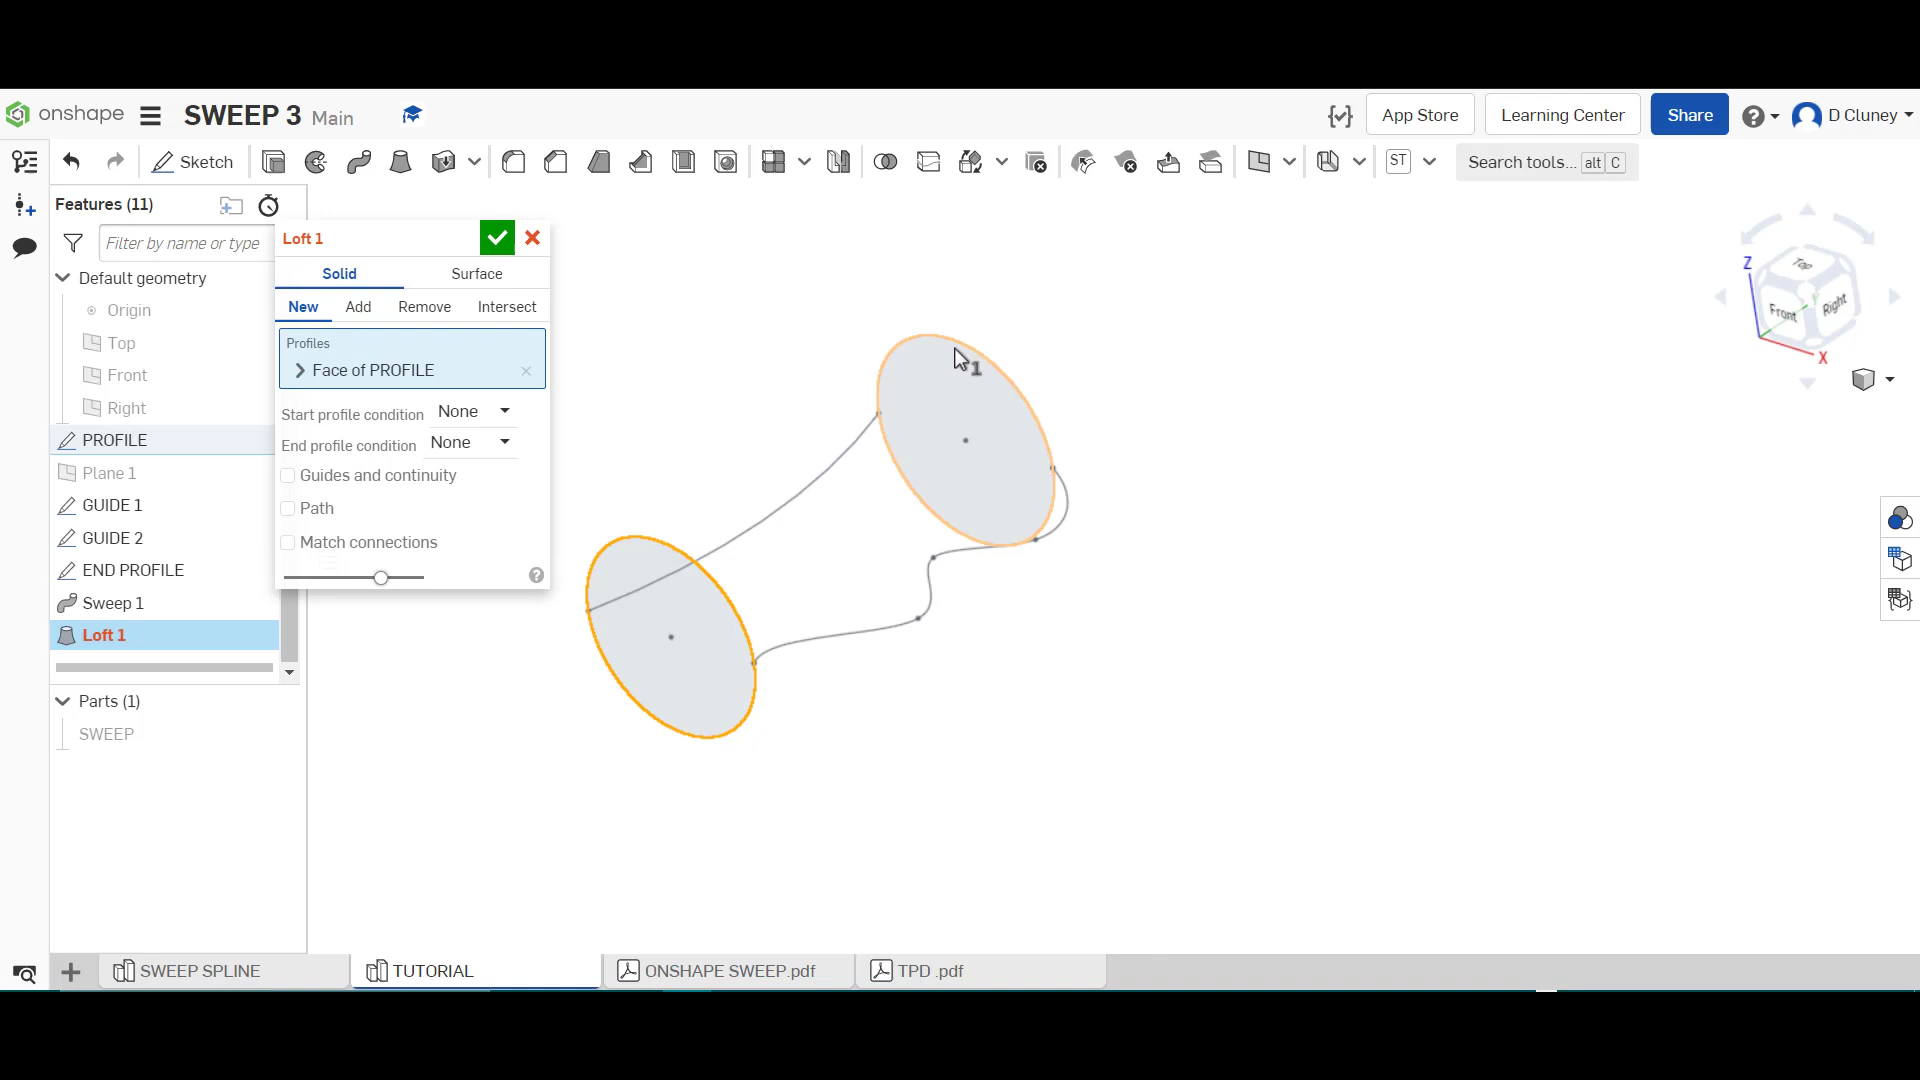 onshape SWEEP 3 Main App Store Learning Center Share D Cluney
Sketch ST Search tools... alt C
Features (11)
Filter by name or type
Default geometry
Origin
Top
Front
Right
PROFILE
Plane 1
GUIDE 1
GUIDE 2
END PROFILE
Sweep 1
Loft 1
Parts (1)
SWEEP
Loft 1
Solid Surface
New Add Remove Intersect
Profiles
Face of PROFILE
Start profile condition None
End profile condition None
Guides and continuity
Path
Match connections
1
Z
Top
Front Right
X
SWEEP SPLINE TUTORIAL ONSHAPE SWEEP.pdf TPD .pdf